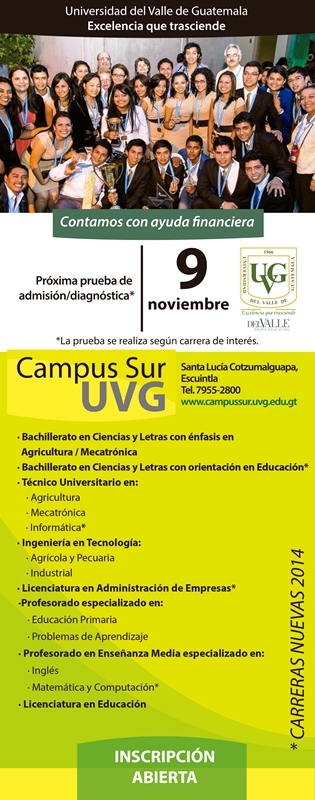 Universidad del Valle de Guatemala
Excelencia que trasciende
Contamos con ayuda financiera
Próxima prueba de
admisión/diagnóstica*
9
noviembre
1966
UNIVERSIDAD
UVG
GUATEMALA
DEL VALLE DE
Excelencia que trasciende
DEL VALLE
GRUPO EDUCATIVO
*La prueba se realiza según carrera de interés.
Campus Sur
UVG
Santa Lucía Cotzumalguapa,
Escuintla
Tel. 7955-2800
www.campussur.uvg.edu.gt
· Bachillerato en Ciencias y Letras con énfasis en
Agricultura / Mecatrónica
· Bachillerato en Ciencias y Letras con orientación en Educación*
· Técnico Universitario en:
· Agricultura
· Mecatrónica
· Informática*
· Ingeniería en Tecnología:
· Agrícola y Pecuaria
· Industrial
· Licenciatura en Administración de Empresas*
·Profesorado especializado en:
· Educación Primaria
· Problemas de Aprendizaje
· Profesorado en Enseñanza Media especializado en:
· Inglés
· Matemática y Computación*
· Licenciatura en Educación
* CARRERAS NUEVAS 2014
INSCRIPCIÓN
ABIERTA